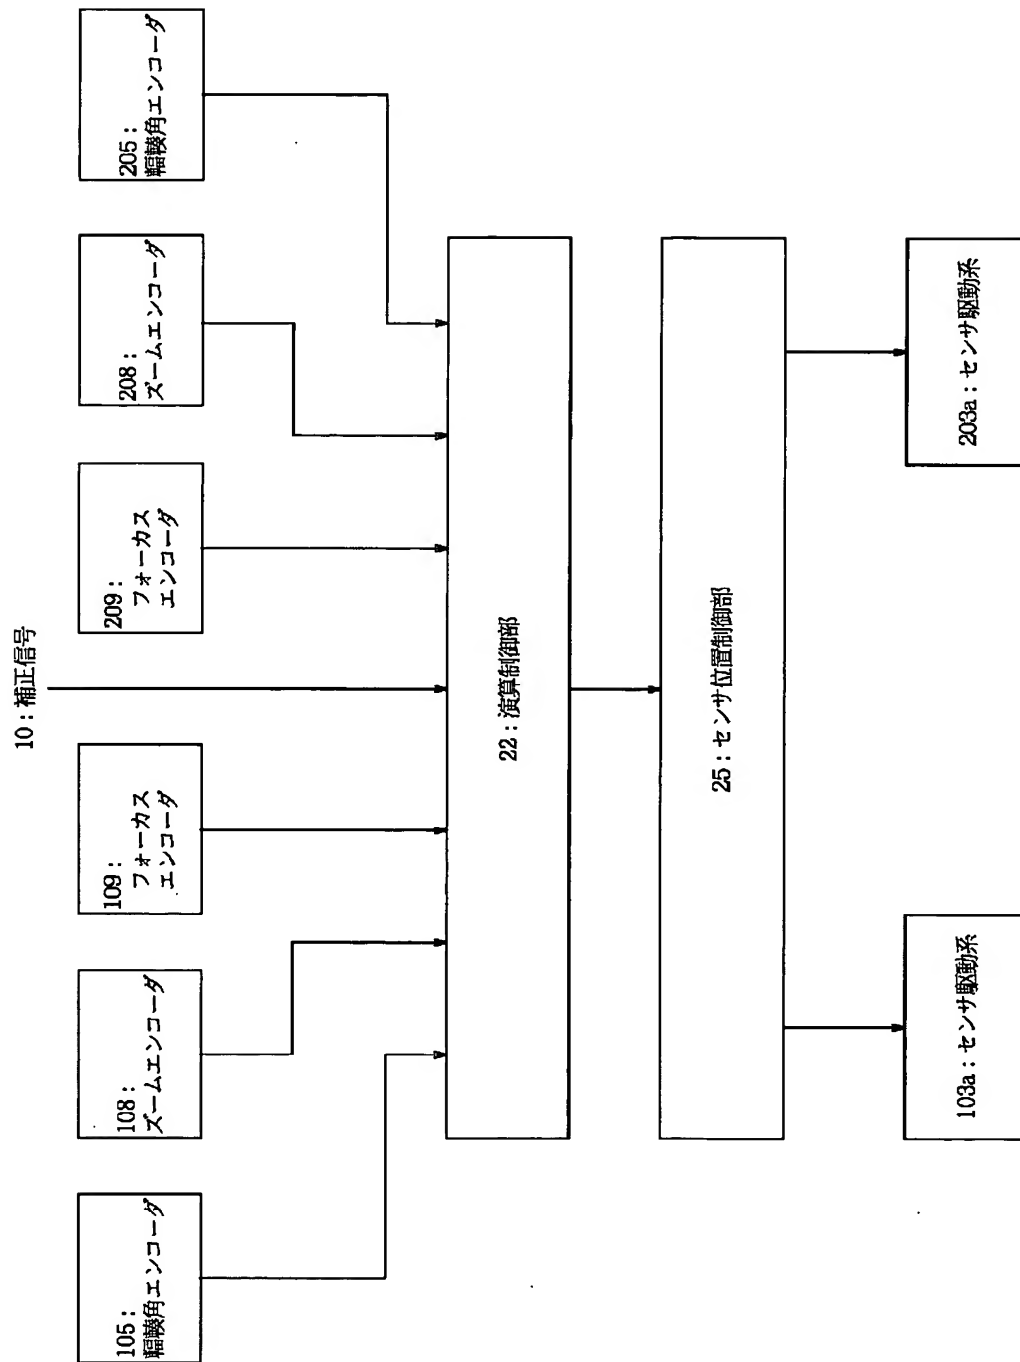 10：補正信号
105：
輻輳角エンコーダ
108：
ズームエンコーダ
109：
フォーカス
エンコーダ
209：
フォーカス
エンコーダ
208：
ズームエンコーダ
205：
輻輳角エンコーダ
22：演算制御部
25：センサ位置制御部
103a：センサ駆動系
203a：センサ駆動系